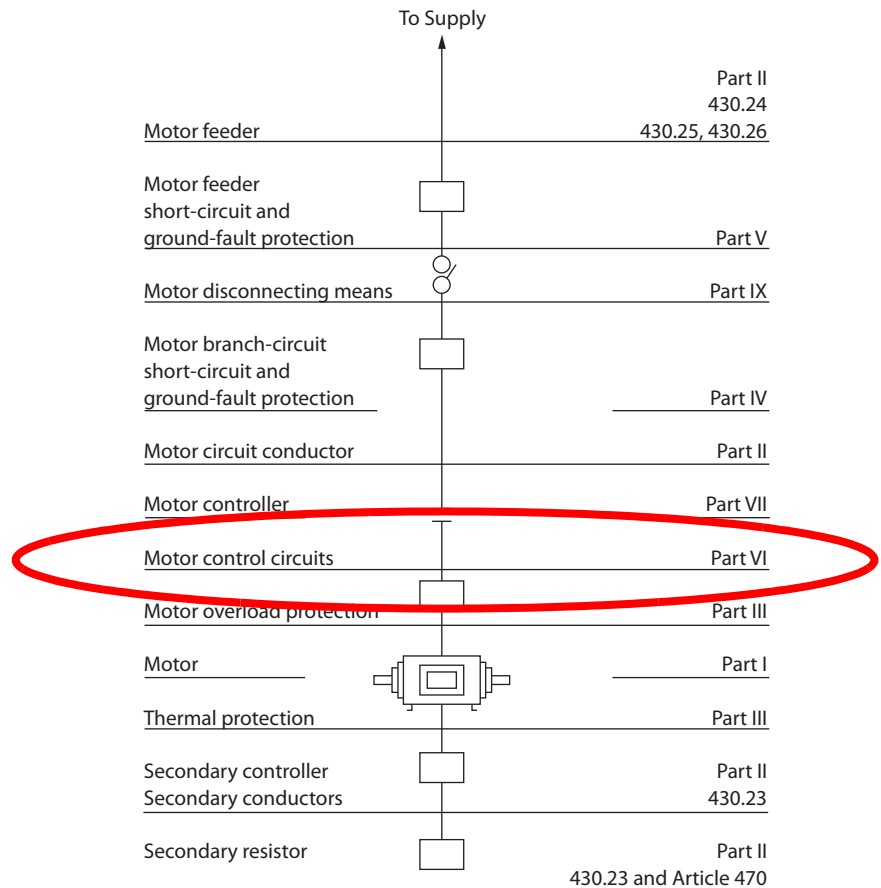 To Supply
Part II
430.24
Motor feeder 430.25, 430.26
Motor feeder
short-circuit and
ground-fault protection Part V
Motor disconnecting means Part IX
Motor branch-circuit
short-circuit and
ground-fault protection Part IV
Motor circuit conductor Part II
Motor controller Part VII
Motor control circuits Part VI
Motor overload protection Part III
Motor Part I
Thermal protection Part III
Secondary controller Part II
Secondary conductors 430.23
Secondary resistor Part II
430.23 and Article 470